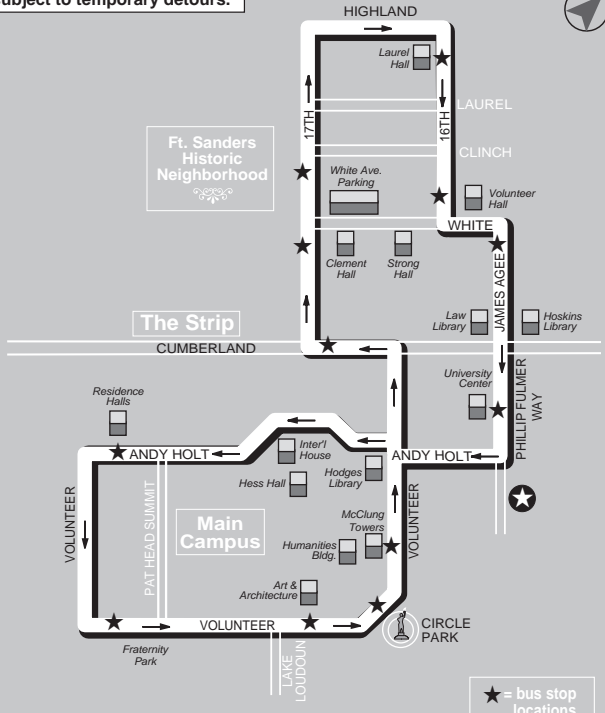 subject to temporary detours.
HIGHLAND
Laurel
Hall
17TH
16TH
LAUREL
Ft. Sanders
Historic
Neighborhood
CLINCH
White Ave.
Parking
Volunteer
Hall
WHITE
Clement
Hall
Strong
Hall
JAMES AGEE
The Strip
Law
Library
Hoskins
Library
CUMBERLAND
University
Center
PHILLIP FULMER
WAY
Residence
Halls
ANDY HOLT
Inter'l
House
ANDY HOLT
Hodges
Library
Hess Hall
VOLUNTEER
PAT HEAD SUMMIT
Main
Campus
McClung
Towers
VOLUNTEER
Humanities
Bldg.
Art &
Architecture
VOLUNTEER
CIRCLE
PARK
Fraternity
Park
LAKE
LOUDOUN
= bus stop
locations